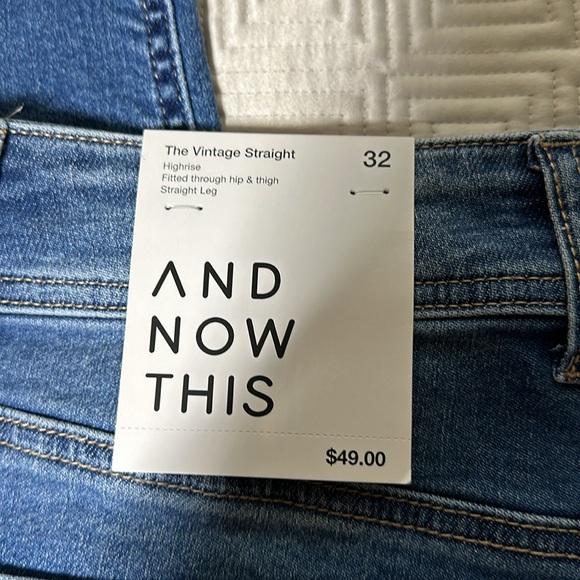 The Vintage Straight 32
Highrise
Fitted through hip & thigh
Straight Leg
AND
NOW
THIS
$49.00